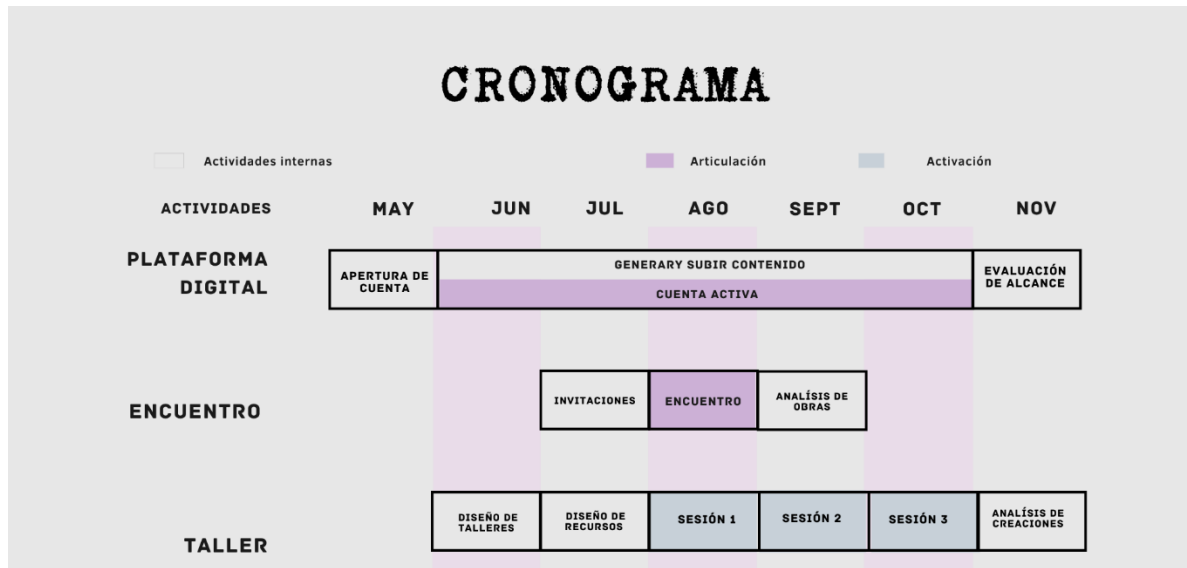 CRONOGRAMA
Actividades internas
Articulación
Activación
ACTIVIDADES
MAY
JUN
JUL
AGO
SEPT
OCT
NOV
PLATAFORMA
DIGITAL
APERTURA DE
CUENTA
GENERARY SUBIR CONTENIDO
CUENTA ACTIVA
EVALUACIÓN
DE ALCANCE
ENCUENTRO
INVITACIONES
ENCUENTRO
ANALÍSIS DE
OBRAS
TALLER
DISEÑO DE
TALLERES
DISEÑO DE
RECURSOS
SESIÓN 1
SESIÓN 2
SESIÓN 3
ANALÍSIS DE
CREACIONES